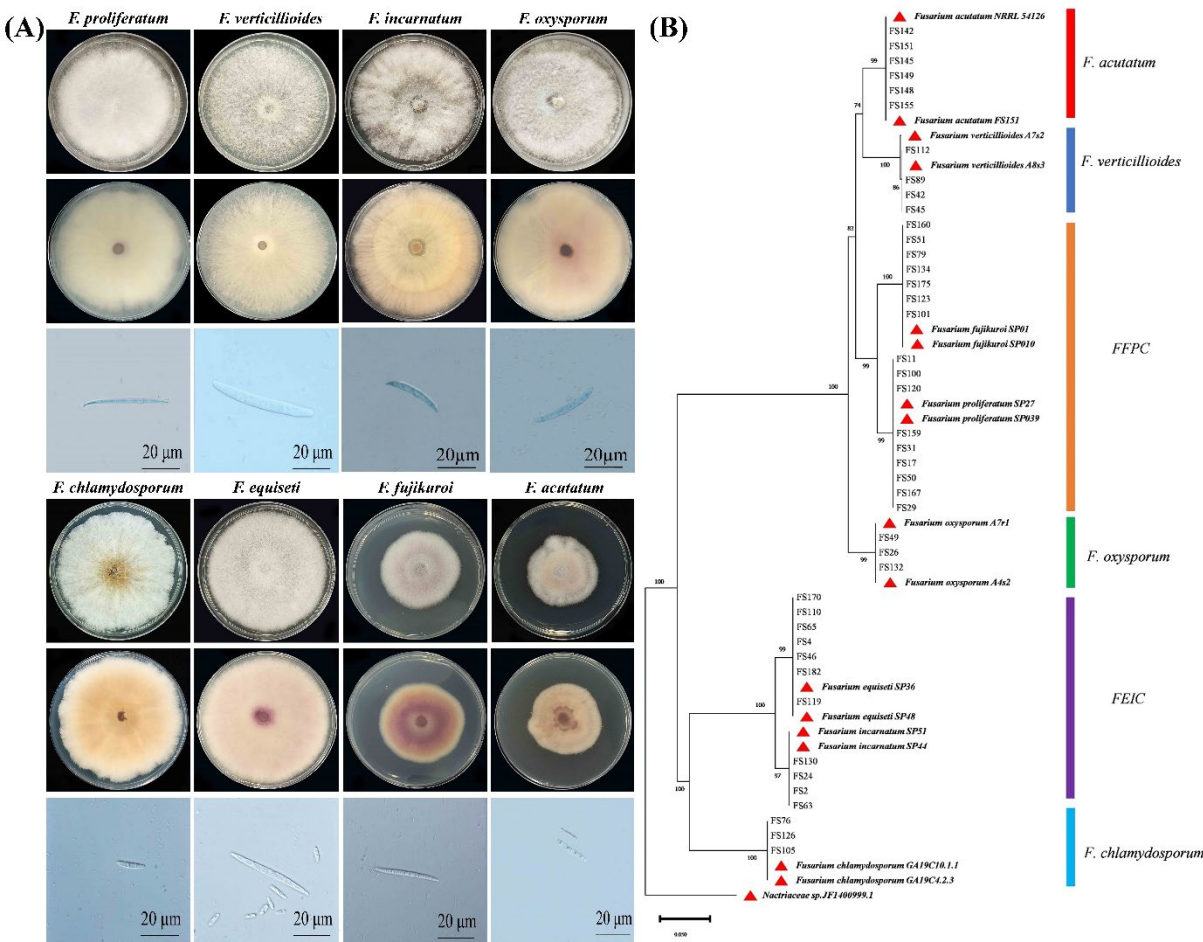 (A)
F. proliferatum F. verticillioides F. incarnatum F. oxysporum
20 μm 20 μm 20μm 20μm
F. chlamydosporum F. equiseti F. fujikuroi F. acutatum
20 μm 20 μm 20 μm 20 μm
(B)
Fusarium acutatum NRRL 54126
FS142
FS151
FS145
99
FS149
F. acutatum
FS148
FS155
74
Fusarium acutatum FS151
Fusarium verticillioides A7s2
FS112
100
Fusarium verticillioides A8s3
F. verticillioides
FS89
86
FS42
FS45
83
FS160
FS51
FS79
FS134
100
FS175
FS123
FS101
Fusarium fujikuroi SP01
Fusarium fujikuroi SP010
FFPC
FS11
99
FS100
100
FS120
Fusarium proliferatum SP27
Fusarium proliferatum SP039
99
FS159
FS31
FS17
FS50
FS167
FS29
Fusarium oxysporum A7r1
FS49
FS26
F. oxysporum
99
FS132
100
Fusarium oxysporum A4s2
FS170
FS110
FS65
FS4
99
FS46
FS182
Fusarium equiseti SP36
FS119
FEIC
100
Fusarium equiseti SP48
Fusarium incarnatum SP51
Fusarium incarnatum SP44
FS130
97
FS24
FS2
100
FS63
FS76
FS126
FS105
F. chlamydosporum
100
Fusarium chlamydosporum GA19C10.1.1
Fusarium chlamydosporum GA19C4.2.3
Nactriaceae sp.JF1400999.1
0.050